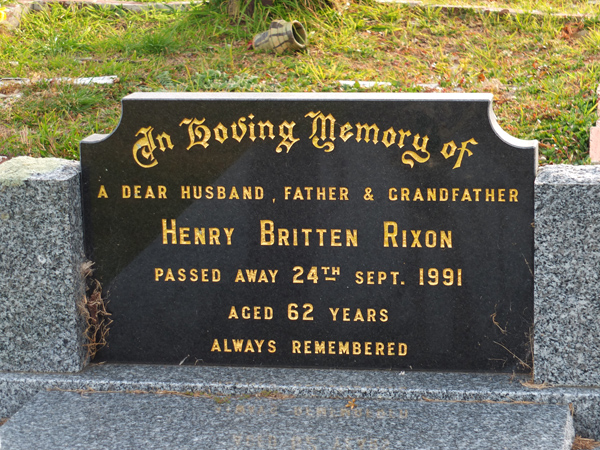 In Loving Memory of
A DEAR HUSBAND, FATHER & GRANDFATHER
HENRY BRITTEN RIXON
PASSED AWAY 24TH SEPT. 1991
AGED 62 YEARS
ALWAYS REMEMBERED